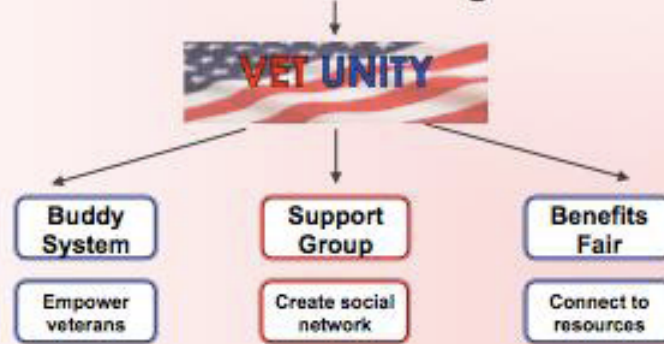 VET UNITY
Buddy
System
Support
Group
Benefits
Fair
Empower
veterans
Create social
network
Connect to
resources